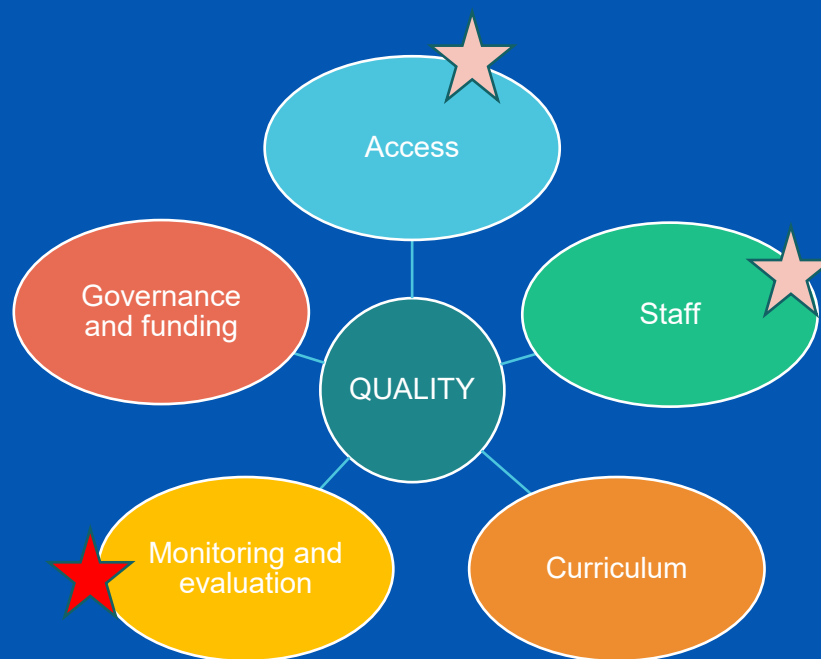 Access
Governance
and funding
Staff
QUALITY
Monitoring and
evaluation
Curriculum